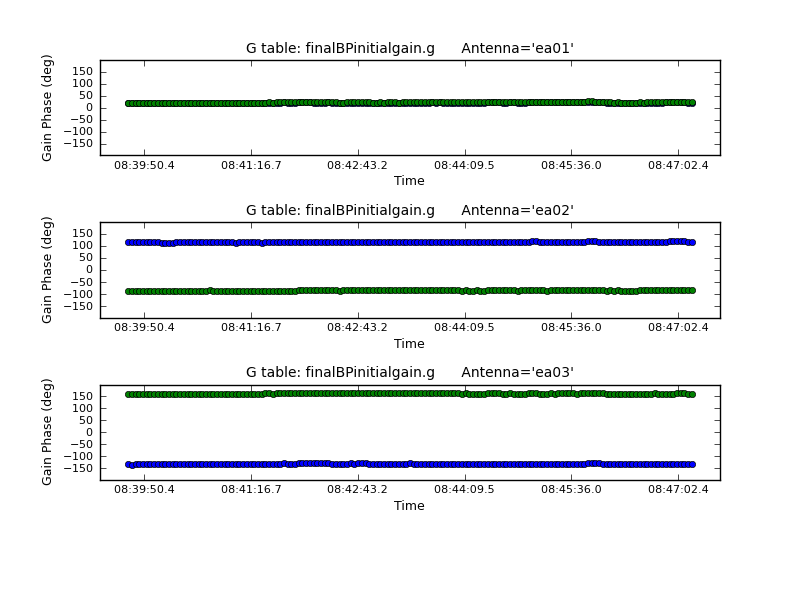 G table: finalBPinitialgain.g      Antenna='ea01'
Gain Phase (deg)
150
100
50
0
−50
−100
−150
08:39:50.4 08:41:16.7 08:42:43.2 08:44:09.5 08:45:36.0 08:47:02.4
Time
G table: finalBPinitialgain.g      Antenna='ea02'
Gain Phase (deg)
150
100
50
0
−50
−100
−150
08:39:50.4 08:41:16.7 08:42:43.2 08:44:09.5 08:45:36.0 08:47:02.4
Time
G table: finalBPinitialgain.g      Antenna='ea03'
Gain Phase (deg)
150
100
50
0
−50
−100
−150
08:39:50.4 08:41:16.7 08:42:43.2 08:44:09.5 08:45:36.0 08:47:02.4
Time